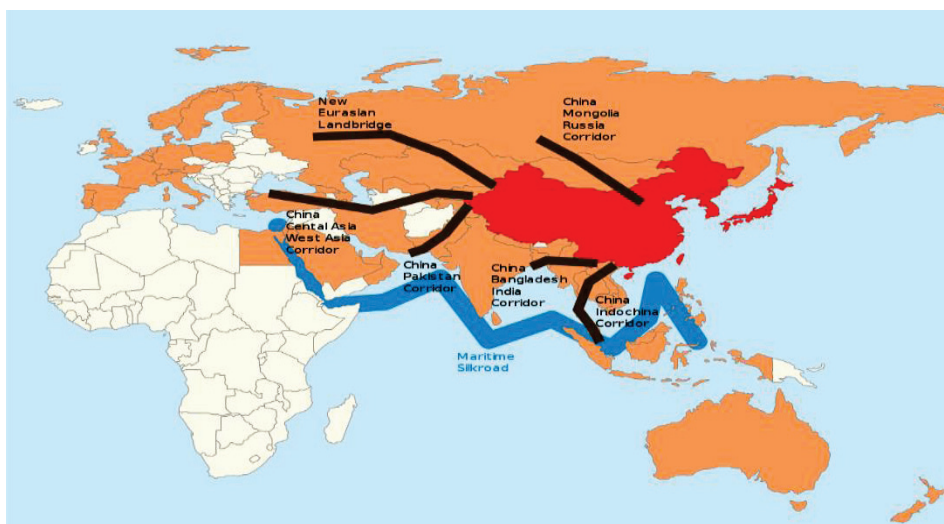 New
Eurasian
Landbridge
China
Mongolia
Russia
Corridor
China
Cental Asia
West Asia
Corridor
China
Pakistan
Corridor
China
Bangladesh
India
Corridor
China
Indochina
Corridor
Maritime
Silkroad